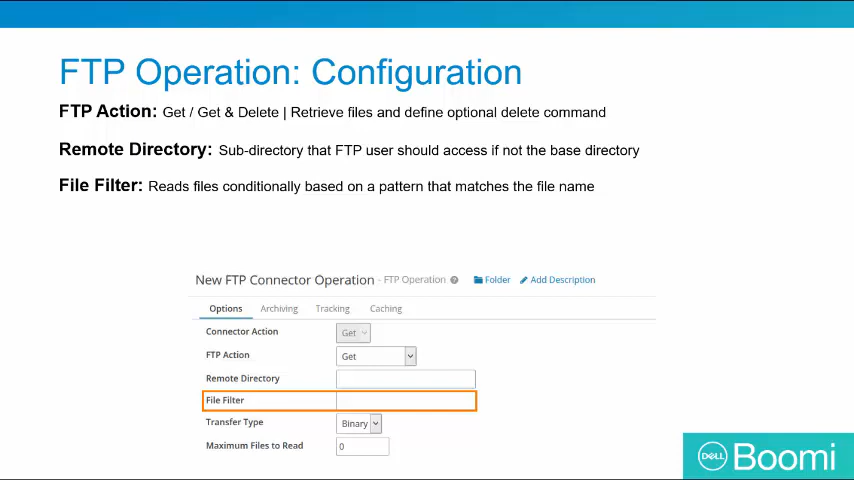 FTP Operation: Configuration
FTP Action: Get / Get & Delete | Retrieve files and define optional delete command
Remote Directory: Sub-directory that FTP user should access if not the base directory
File Filter: Reads files conditionally based on a pattern that matches the file name
New FTP Connector Operation - FTP Operation ? Folder Add Description
Options Archiving Tracking Caching
Connector Action Get
FTP Action Get
Remote Directory
File Filter
Transfer Type Binary
Maximum Files to Read 0
DELL Boomi